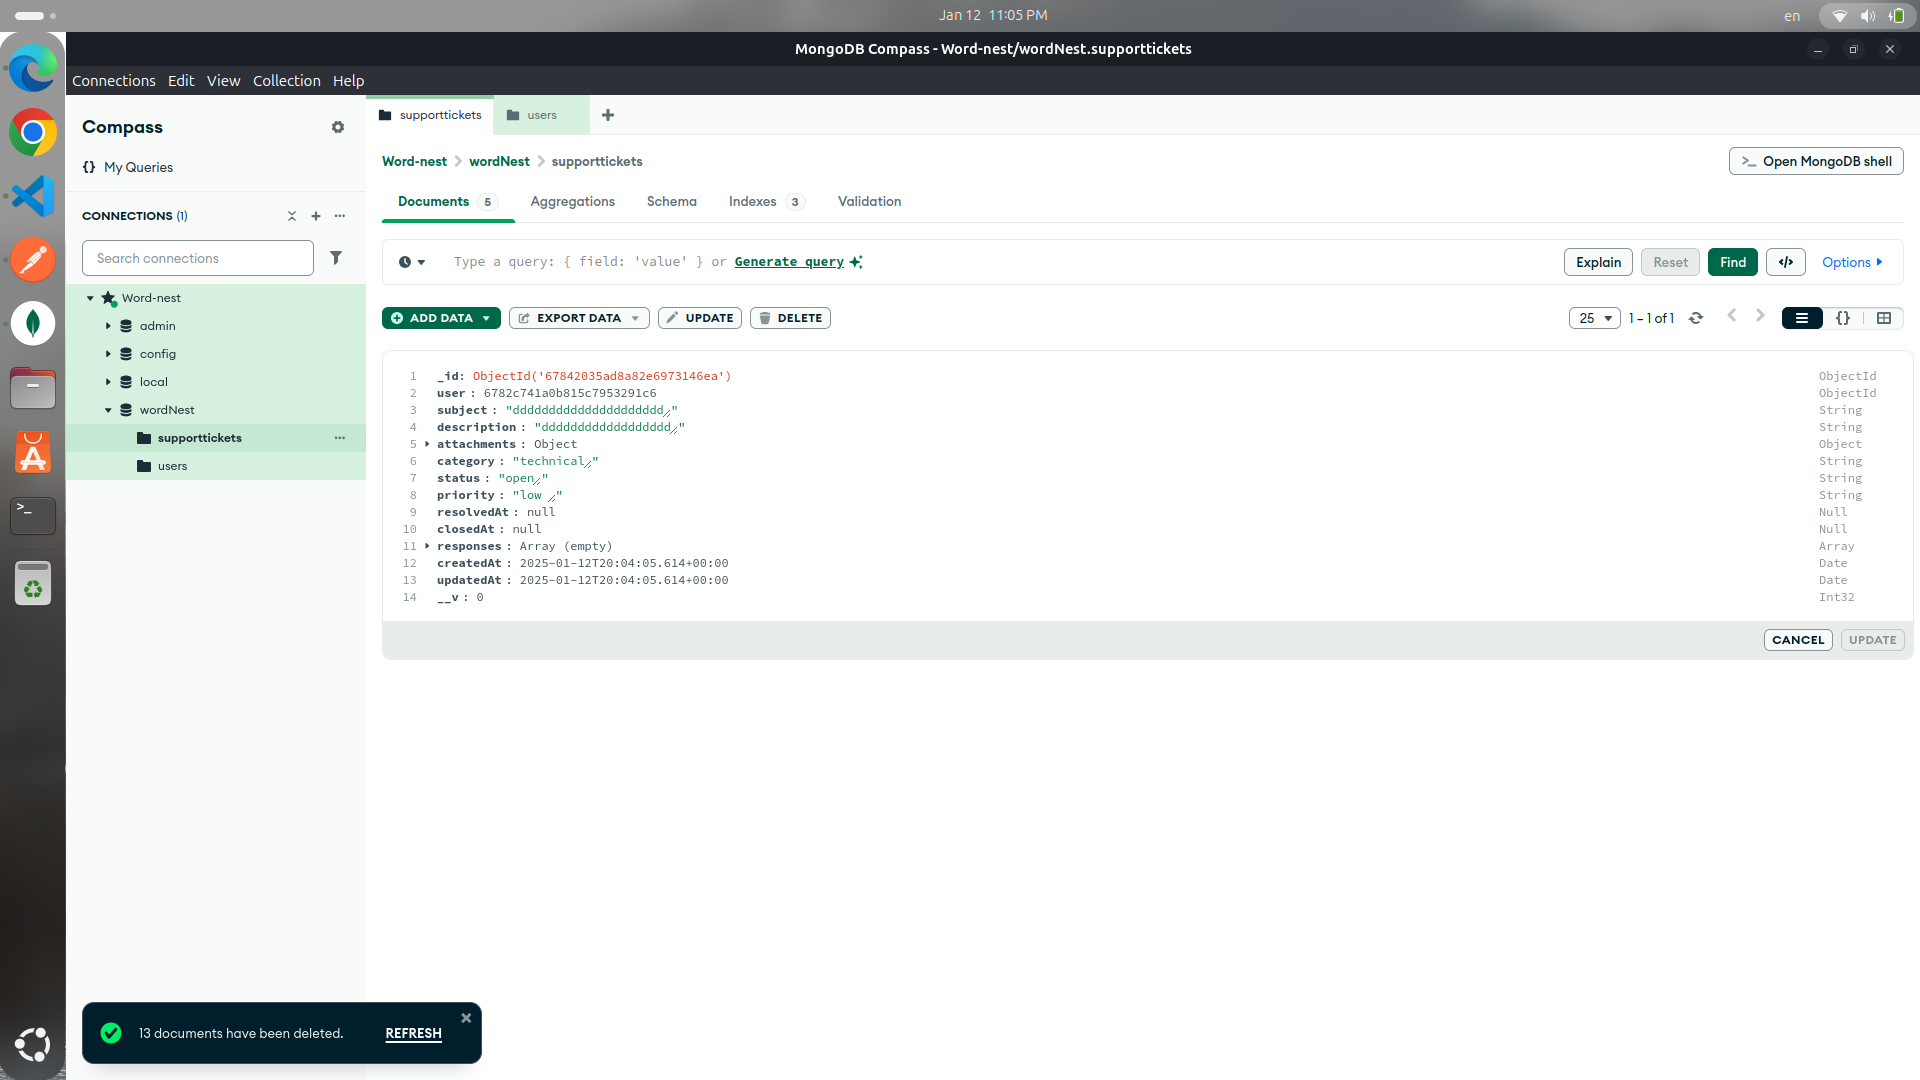 Jan 12 11:05 PM
en
MongoDB Compass - Word-nest/wordNest.supporttickets
Connections Edit View Collection Help
Compass
{} My Queries
CONNECTIONS (1)
Search connections
Word-nest
admin
config
local
wordNest
supporttickets
users
supporttickets
users
Word-nest > wordNest > supporttickets
>_ Open MongoDB shell
Documents 5 Aggregations Schema Indexes 3 Validation
Type a query: { field: 'value' } or Generate query
Explain Reset Find </> Options
ADD DATA EXPORT DATA UPDATE DELETE
25 1 – 1 of 1 {}
1 _id: ObjectId('67842035ad8a82e6973146ea') ObjectId
2 user : 6782c741a0b815c7953291c6 ObjectId
3 subject : "ddddddddddddddddddddd" String
4 description : "dddddddddddddddddd" String
5 attachments : Object Object
6 category : "technical" String
7 status : "open" String
8 priority : "low " String
9 resolvedAt : null Null
10 closedAt : null Null
11 responses : Array (empty) Array
12 createdAt : 2025-01-12T20:04:05.614+00:00 Date
13 updatedAt : 2025-01-12T20:04:05.614+00:00 Date
14 __v : 0 Int32
CANCEL UPDATE
13 documents have been deleted. REFRESH